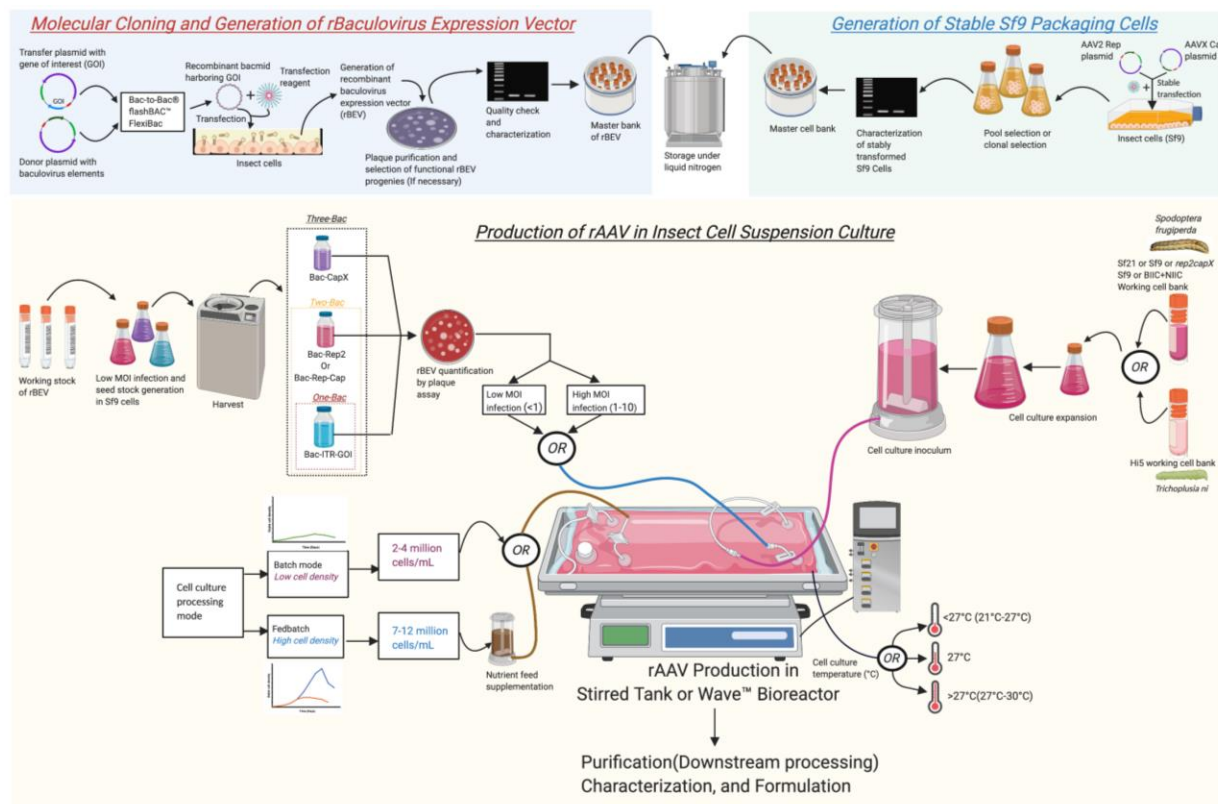 Molecular Cloning and Generation of rBaculovirus Expression Vector
Transfer plasmid with
gene of interest (GOI)
GOI
Donor plasmid with
baculovirus elements
Bac-to-Bac®
flashBAC™
FlexiBac
Recombinant bacmid
harboring GOI
Transfection
reagent
+
Transfection
Insect cells
Generation of
recombinant
baculovirus
expression vector
(rBEV)
Plaque purification and
selection of functional rBEV
progenies (If necessary)
Quality check
and
characterization
Master bank
of rBEV
Storage under
liquid nitrogen
Generation of Stable Sf9 Packaging Cells
AAV2 Rep
plasmid
AAVX Ca
plasmid
+
Stable
transfection
Insect cells (Sf9)
Pool selection or
clonal selection
Characterization
of stably
transformed
Sf9 Cells
Master cell bank
Production of rAAV in Insect Cell Suspension Culture
Working stock
of rBEV
Low MOI infection and
seed stock generation
in Sf9 cells
Harvest
Three-Bac
Bac-CapX
Two-Bac
Bac-Rep2
Or
Bac-Rep-Cap
One-Bac
Bac-ITR-GOI
rBEV quantification
by plaque
assay
Low MOI
infection (<1)
High MOI
infection (1-10)
OR
Spodoptera
frugiperda
Sf21 or Sf9 or rep2capX
Sf9 or BIIC+NIIC
Working cell bank
OR
Hi5 working cell bank
Trichoplusia ni
Cell culture expansion
Cell culture inoculum
Cell culture
processing
mode
Time (Days)
Batch mode
Low cell density
2-4 million
cells/mL
Fedbatch
High cell density
7-12 million
cells/mL
Time (Days)
OR
Nutrient feed
supplementation
Cell culture
temperature (°C)
OR
<27°C (21°C-27°C)
27°C
>27°C(27°C-30°C)
rAAV Production in
Stirred Tank or Wave™ Bioreactor
Purification(Downstream processing)
Characterization, and Formulation